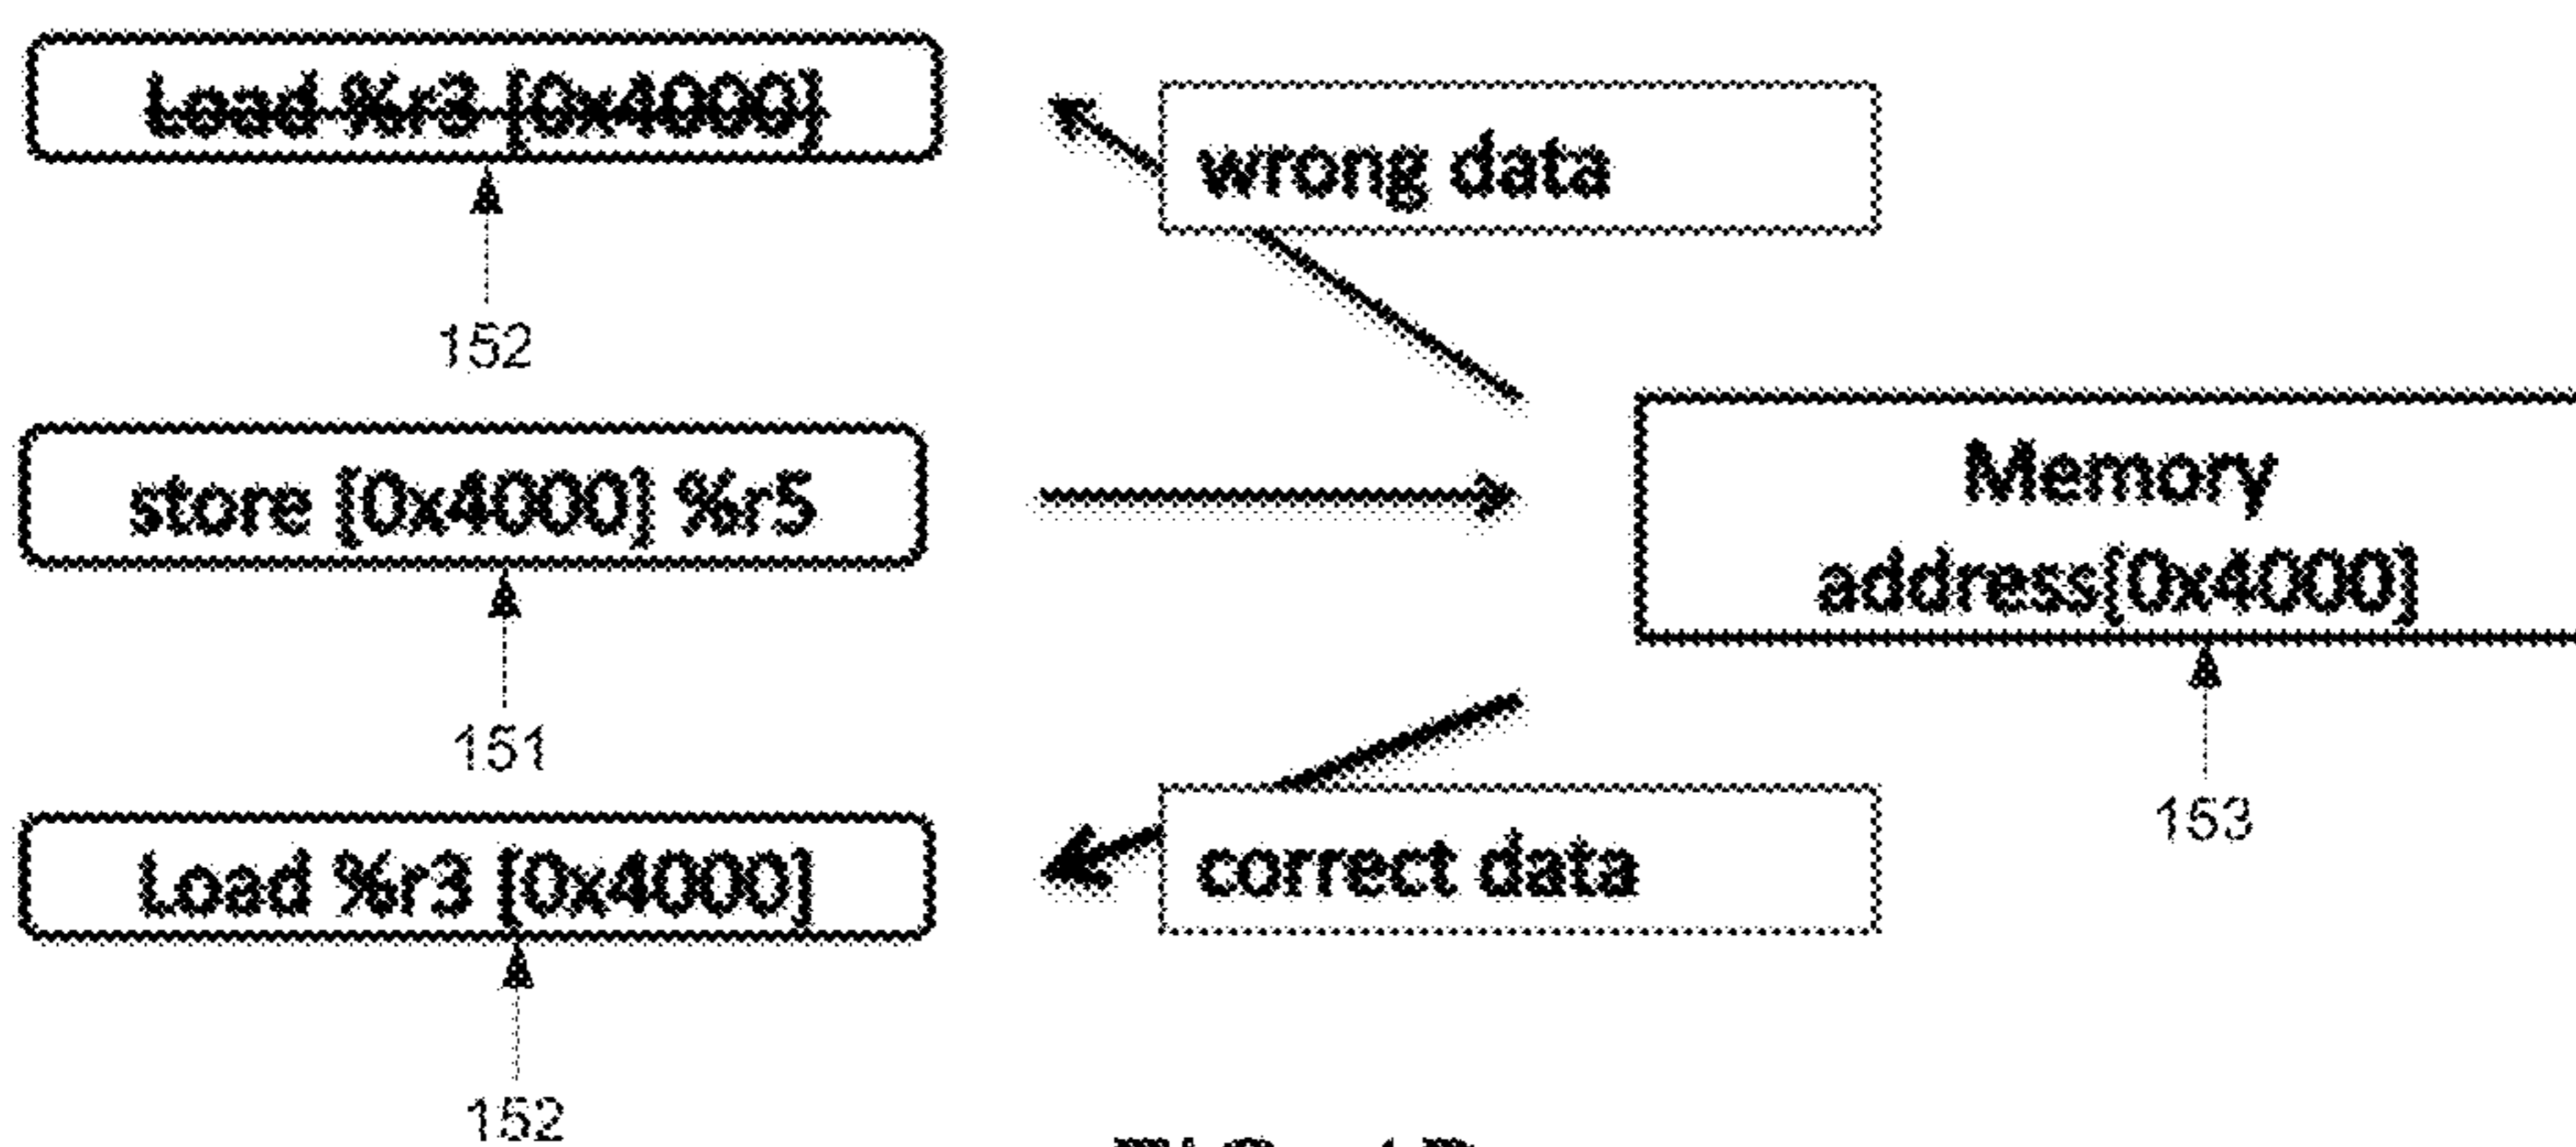 Load %r3 [0x4000]
wrong data
152
store [0x4000] %r5
Memory
address[0x4000]
151
153
Load %r3 [0x4000]
correct data
152